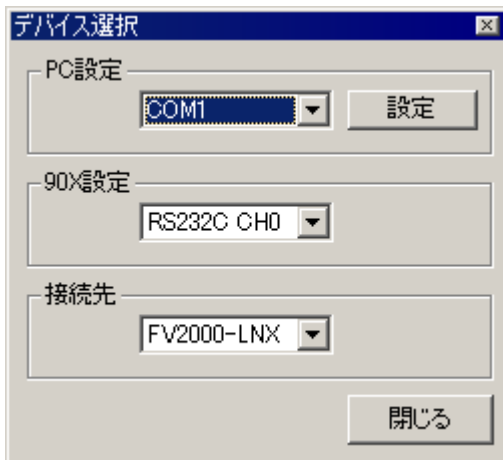 デバイス選択
PC設定
COM1
設定
90X設定
RS232C CH0
接続先
FV2000-LNX
閉じる